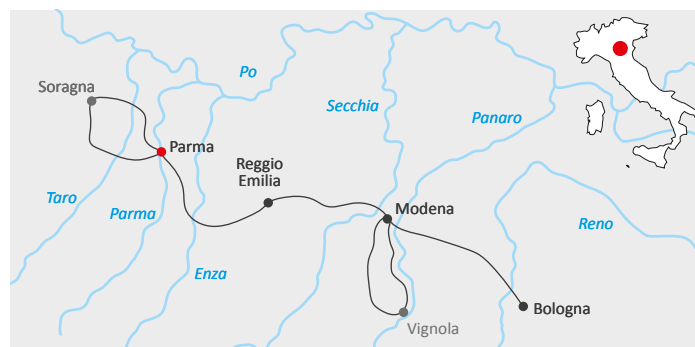 Po
Soragna
Secchia
Panaro
Parma
Reggio
Emilia
Taro
Parma
Modena
Reno
Enza
Bologna
Vignola